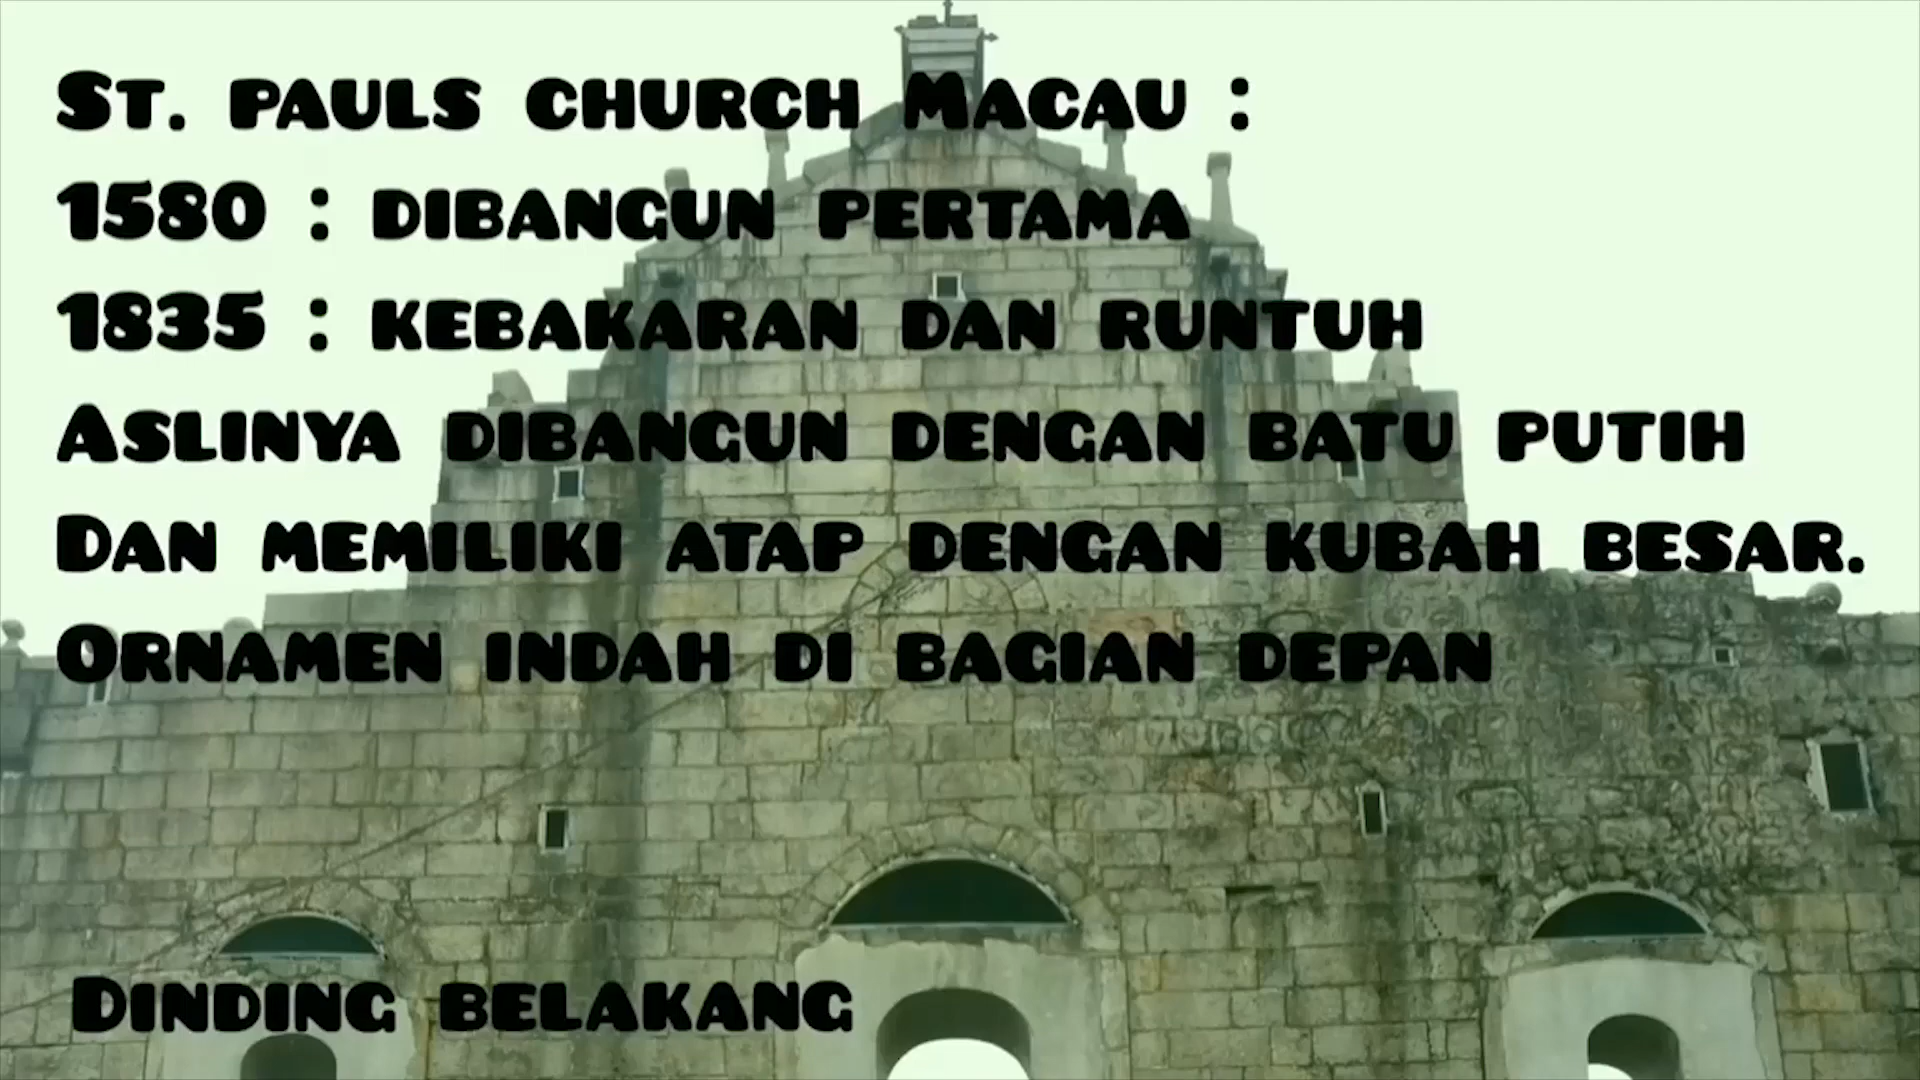 St. Pauls church Macau :
1580 : dibangun pertama
1835 : kebakaran dan runtuh
Aslinya dibangun dengan batu putih
Dan memiliki atap dengan kubah besar.
Ornamen indah di bagian depan
Dinding belakang